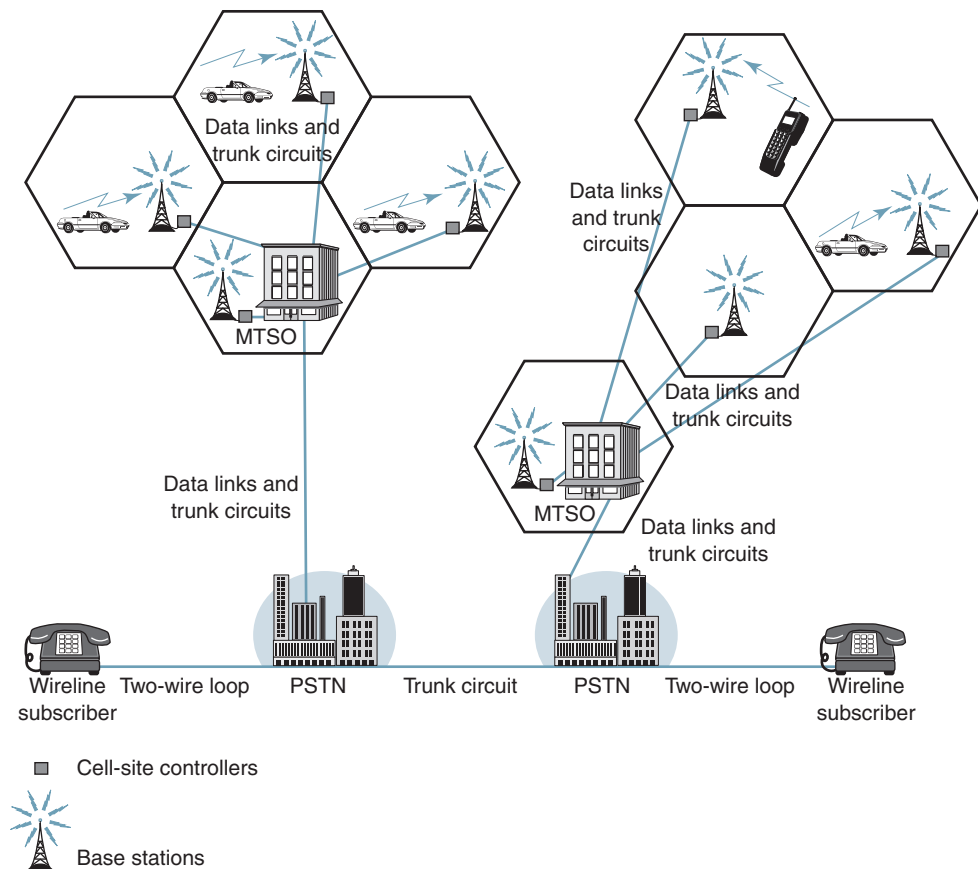 Data links and
trunk circuits
MTSO
Data links and
trunk circuits
Data links
and trunk
circuits
Data links and
trunk circuits
MTSO
Data links and
trunk circuits
Wireline
subscriber
Two-wire loop
PSTN
Trunk circuit
PSTN
Two-wire loop
Wireline
subscriber
Cell-site controllers
Base stations